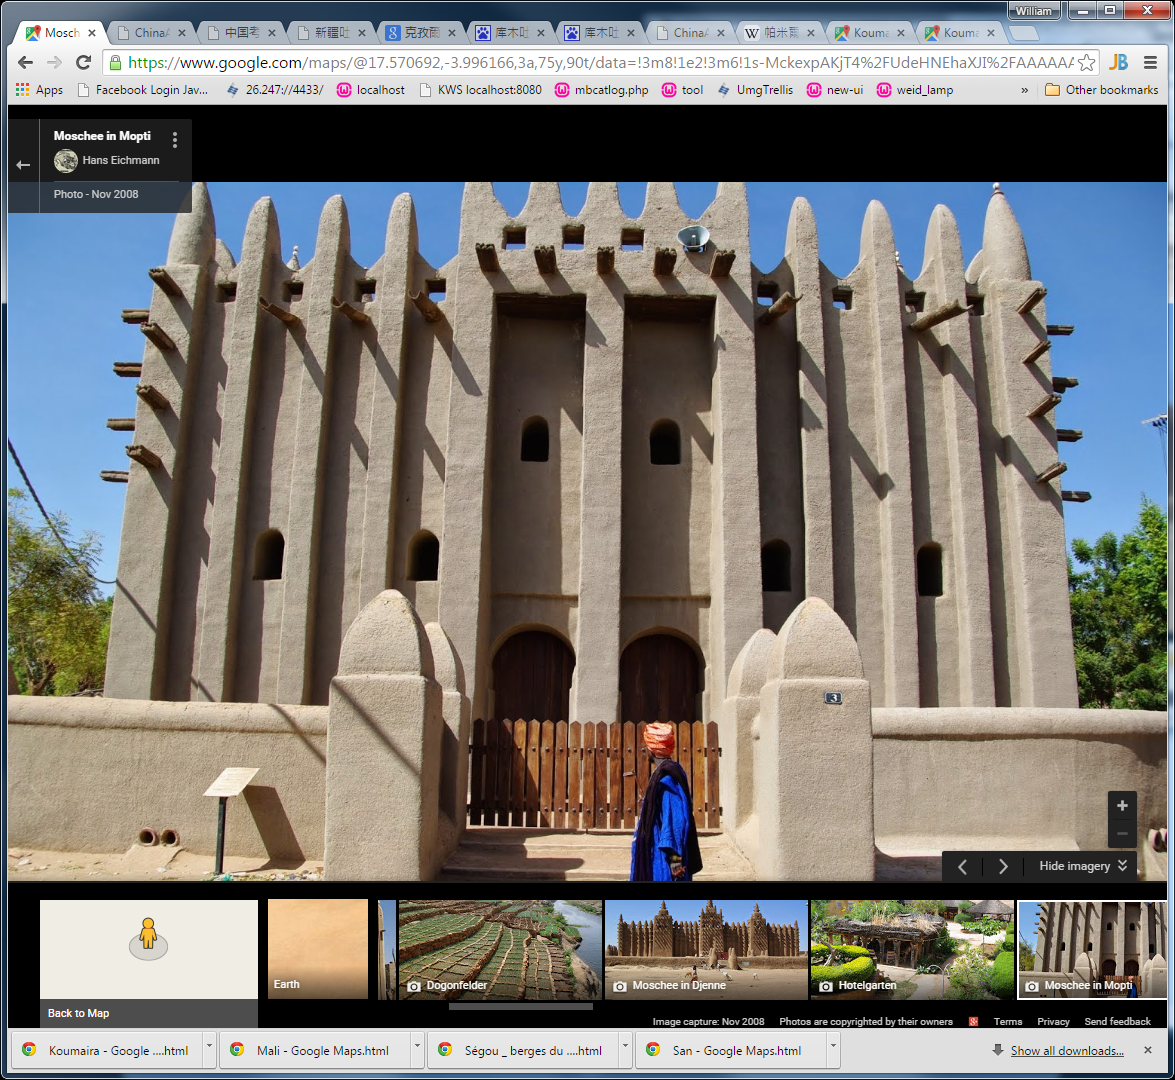 William
Mosch
ChinaA
中国考
新疆吐
克孜爾
库木吐
库木吐
ChinaA
帕米爾
Kouma
Kouma
https://www.google.com/maps/@17.570692,-3.996166,3a,75y,90t/data=!3m8!1e2!3m6!1s-MckexpAKjT4%2FUdeHNEhaXJI%2FAAAAAA
Apps
Facebook Login Jav...
26.247://4433/
localhost
KWS localhost:8080
mbcatlog.php
tool
UmgTrellis
new-ui
weid_lamp
»
Other bookmarks
Moschee in Mopti
Hans Eichmann
Photo - Nov 2008
3
Hide imagery
Back to Map
Earth
Dogonfelder
Moschee in Djenne
Hotelgarten
Moschee in Mopti
Image capture: Nov 2008 Photos are copyrighted by their owners Terms Privacy Send feedback
Koumaira - Google ....html
Mali - Google Maps.html
Ségou _ berges du ....html
San - Google Maps.html
Show all downloads...